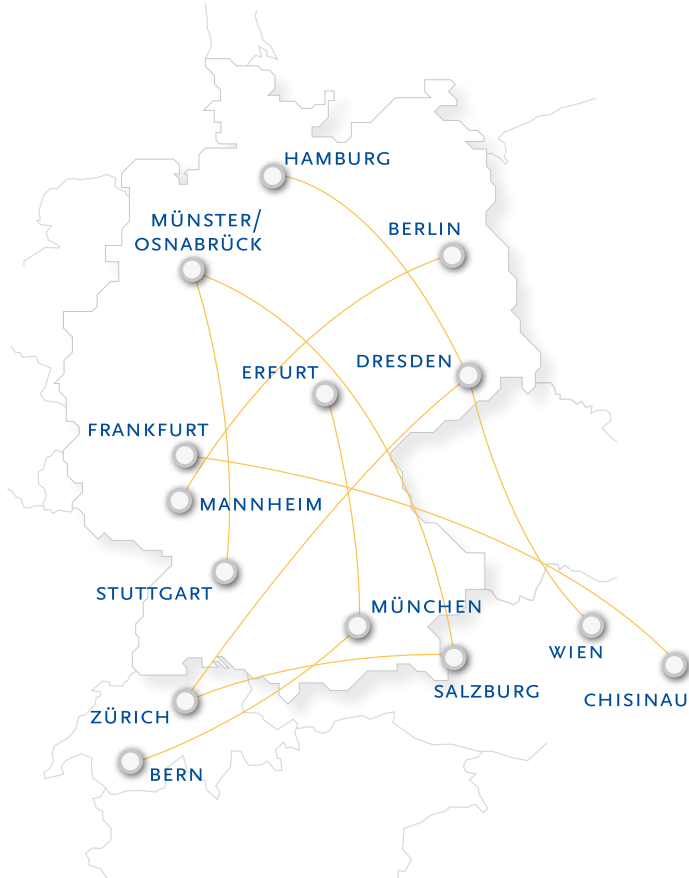 HAMBURG
MÜNSTER/
OSNABRÜCK
BERLIN
ERFURT
DRESDEN
FRANKFURT
MANNHEIM
STUTTGART
MÜNCHEN
WIEN
SALZBURG
CHISINAU
ZÜRICH
BERN